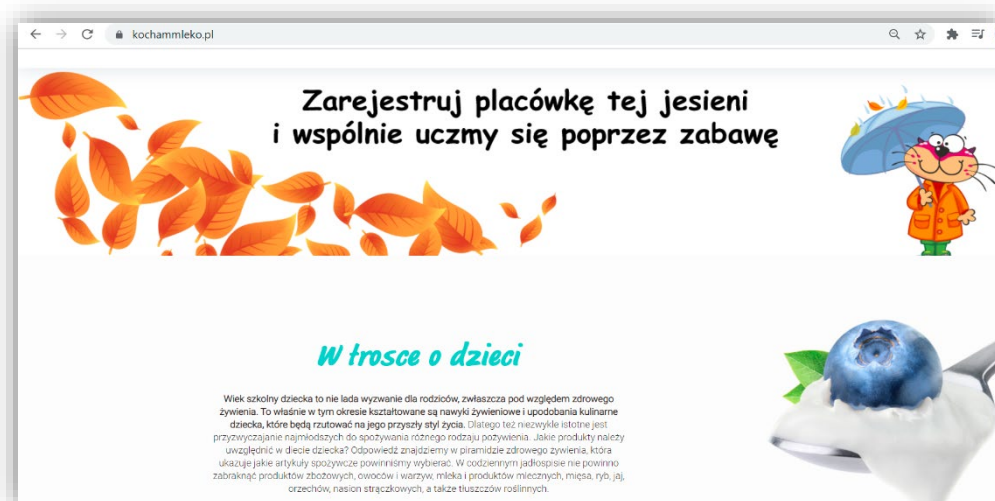 kochammleko.pl
Zarejestruj placówkę tej jesieni
i wspólnie uczmy się poprzez zabawę
W trosce o dzieci
Wiek szkolny dziecka to nie lada wyzwanie dla rodziców, zwłaszcza pod względem zdrowego
żywienia. To właśnie w tym okresie kształtowane są nawyki żywieniowe i upodobania kulinarne
dziecka, które będą rzutować na jego przyszły styl życia. Dlatego też niezwykle istotne jest
przyzwyczajanie najmłodszych do spożywania różnego rodzaju pożywienia. Jakie produkty należy
uwzględnić w diecie dziecka? Odpowiedź znajdziemy w piramidzie zdrowego żywienia, która
ukazuje jakie artykuły spożywcze powinniśmy wybierać. W codziennym jadłospisie nie powinno
zabraknąć produktów zbożowych, owoców i warzyw, mleka i produktów mlecznych, mięsa, ryb, jaj,
orzechów, nasion strączkowych, a także tłuszczów roślinnych.